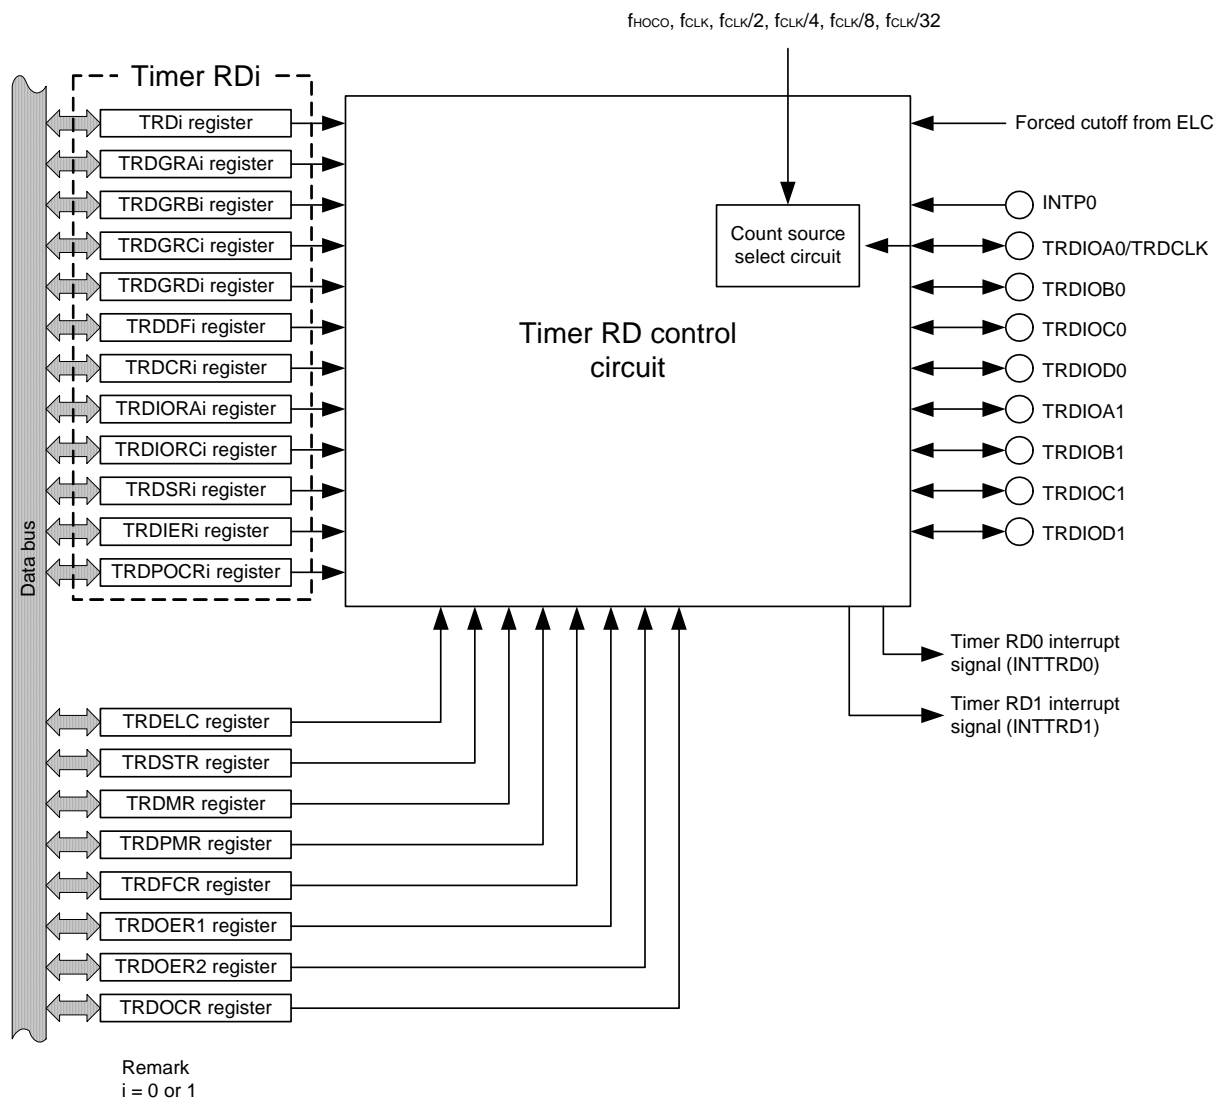 fHOCO, fCLK, fCLK/2, fCLK/4, fCLK/8, fCLK/32
Timer RDi
TRDi register
TRDGRAi register
TRDGRBi register
TRDGRCi register
TRDGRDi register
TRDDFi register
TRDCRi register
TRDIORAi register
TRDIORCi register
TRDSRi register
TRDIERi register
TRDPOCRi register
Data bus
Count source
select circuit
Timer RD control
circuit
Forced cutoff from ELC
INTP0
TRDIOA0/TRDCLK
TRDIOB0
TRDIOC0
TRDIOD0
TRDIOA1
TRDIOB1
TRDIOC1
TRDIOD1
Timer RD0 interrupt
signal (INTTRD0)
Timer RD1 interrupt
signal (INTTRD1)
TRDELC register
TRDSTR register
TRDMR register
TRDPMR register
TRDFCR register
TRDOER1 register
TRDOER2 register
TRDOCR register
Remark
i = 0 or 1